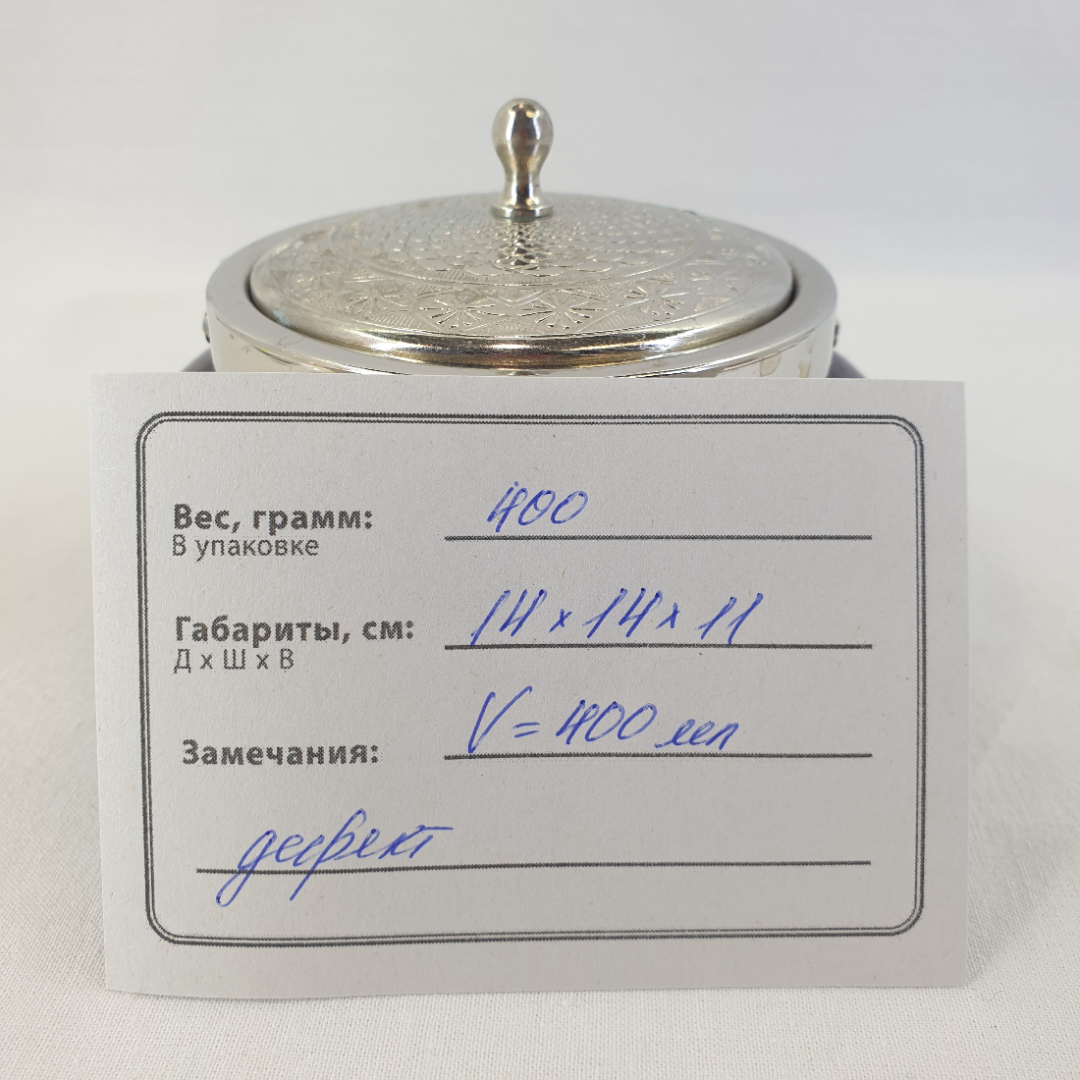 Вес, грамм: 400
В упаковке
Габариты, см: 14 x 14 x 11
Д х Ш х В
Замечания: V = 400 мл
дефект